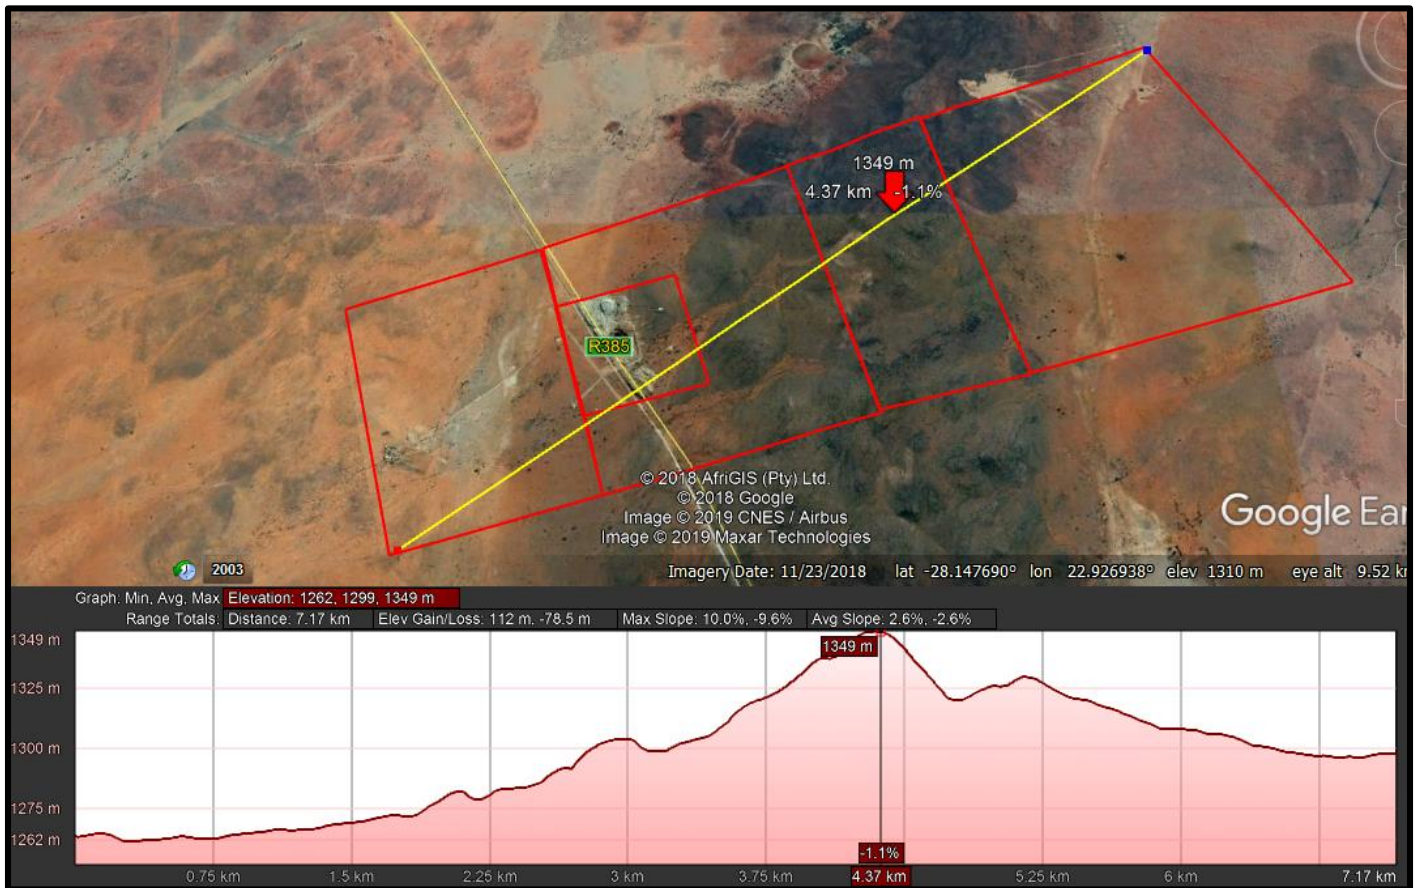 1349 m
4.37 km -1.1%
R385
© 2018 AfriGIS (Pty) Ltd.
© 2018 Google
Image © 2019 CNES / Airbus
Image © 2019 Maxar Technologies
Google Ear
2003
Imagery Date: 11/23/2018 lat -28.147690° lon 22.926938° elev 1310 m eye alt 9.52 k
Graph: Min, Avg, Max Elevation: 1262, 1299, 1349 m
Range Totals: Distance: 7.17 km Elev Gain/Loss: 112 m, -78.5 m Max Slope: 10.0%, -9.6% Avg Slope: 2.6%, -2.6%
1349 m
1349 m
1325 m
1300 m
1275 m
1262 m
-1.1%
0.75 km 1.5 km 2.25 km 3 km 3.75 km 4.37 km 5.25 km 6 km 7.17 km